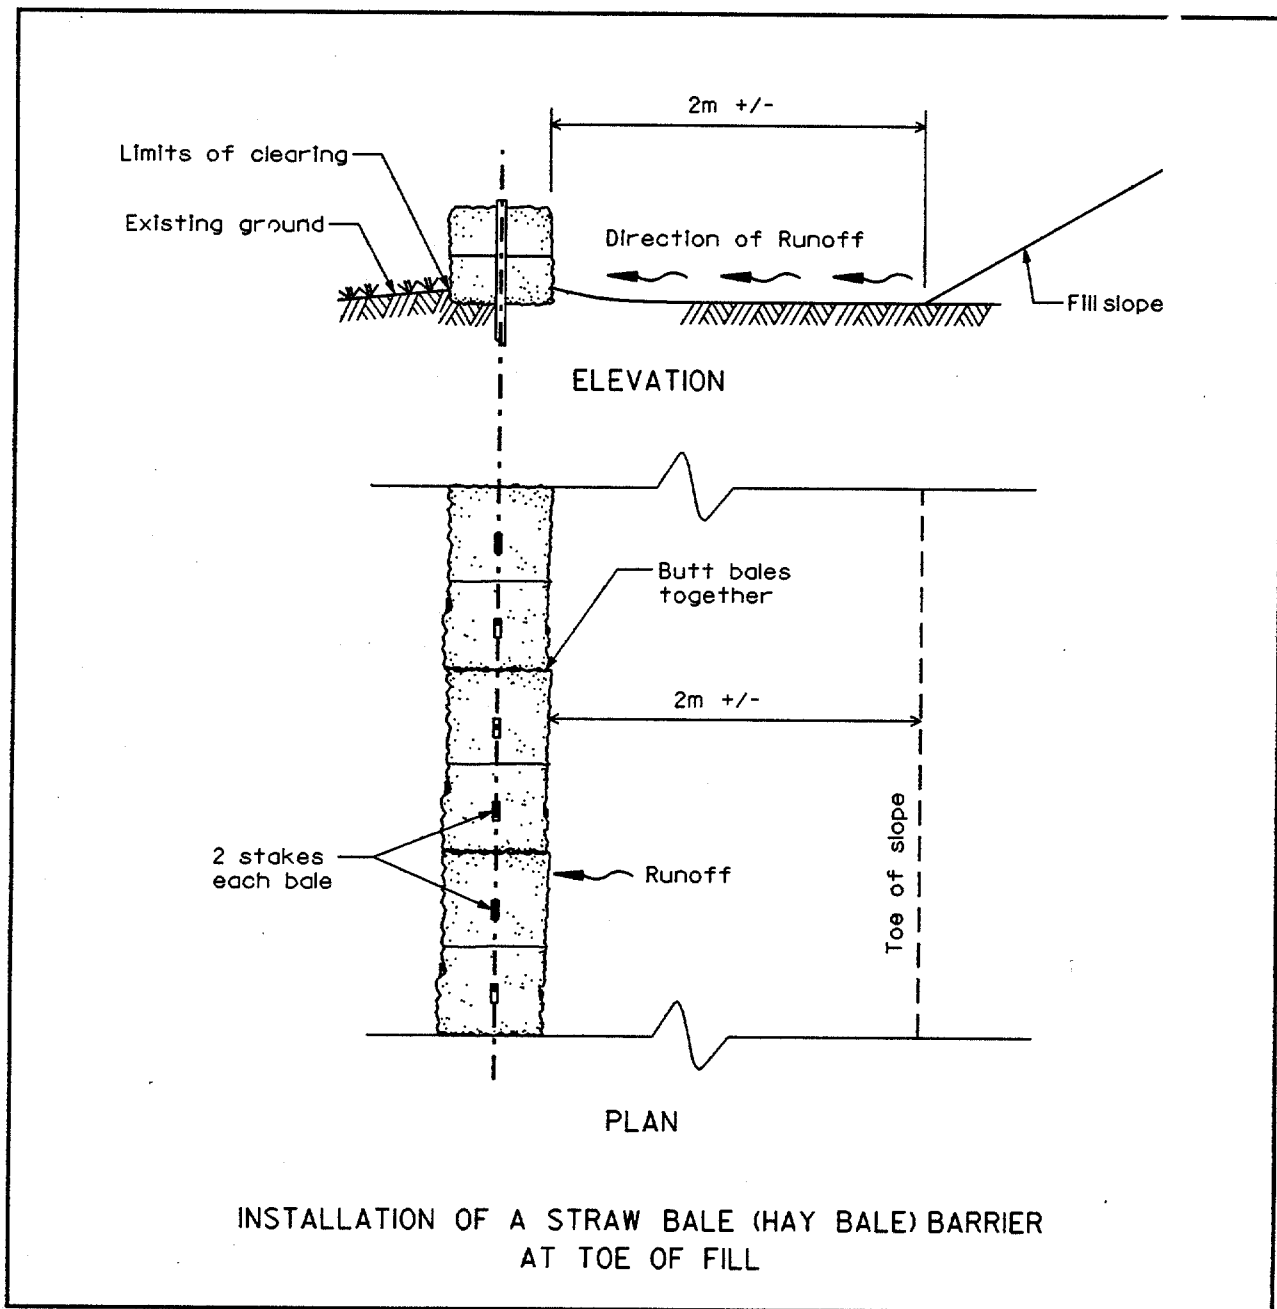 2m +/-
Limits of clearing
Existing ground
Direction of Runoff
Fill slope
ELEVATION
Butt bales
together
2m +/-
2 stakes
each bale
Runoff
Toe of slope
PLAN
INSTALLATION OF A STRAW BALE (HAY BALE) BARRIER
AT TOE OF FILL